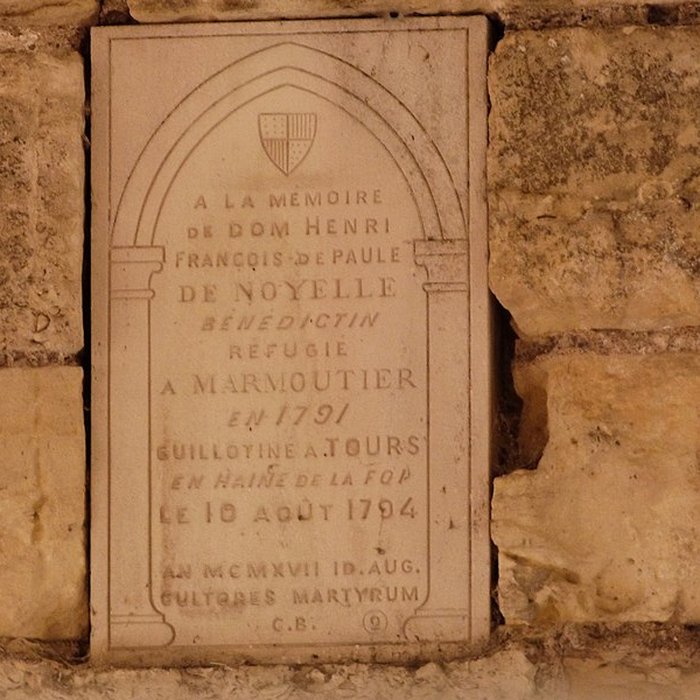 A LA MÉMOIRE
DE DOM HENRI
FRANÇOIS-DE PAULE
DE NOYELLE
BÉNÉDICTIN
RÉFUGIÉ
A MARMOUTIER
EN 1791
GUILLOTINÉ A TOURS
EN HAINE DE LA FOI
LE 10 AOÛT 1794
AN MCMXVII ID. AUG.
CULTORES MARTYRUM
C.B.